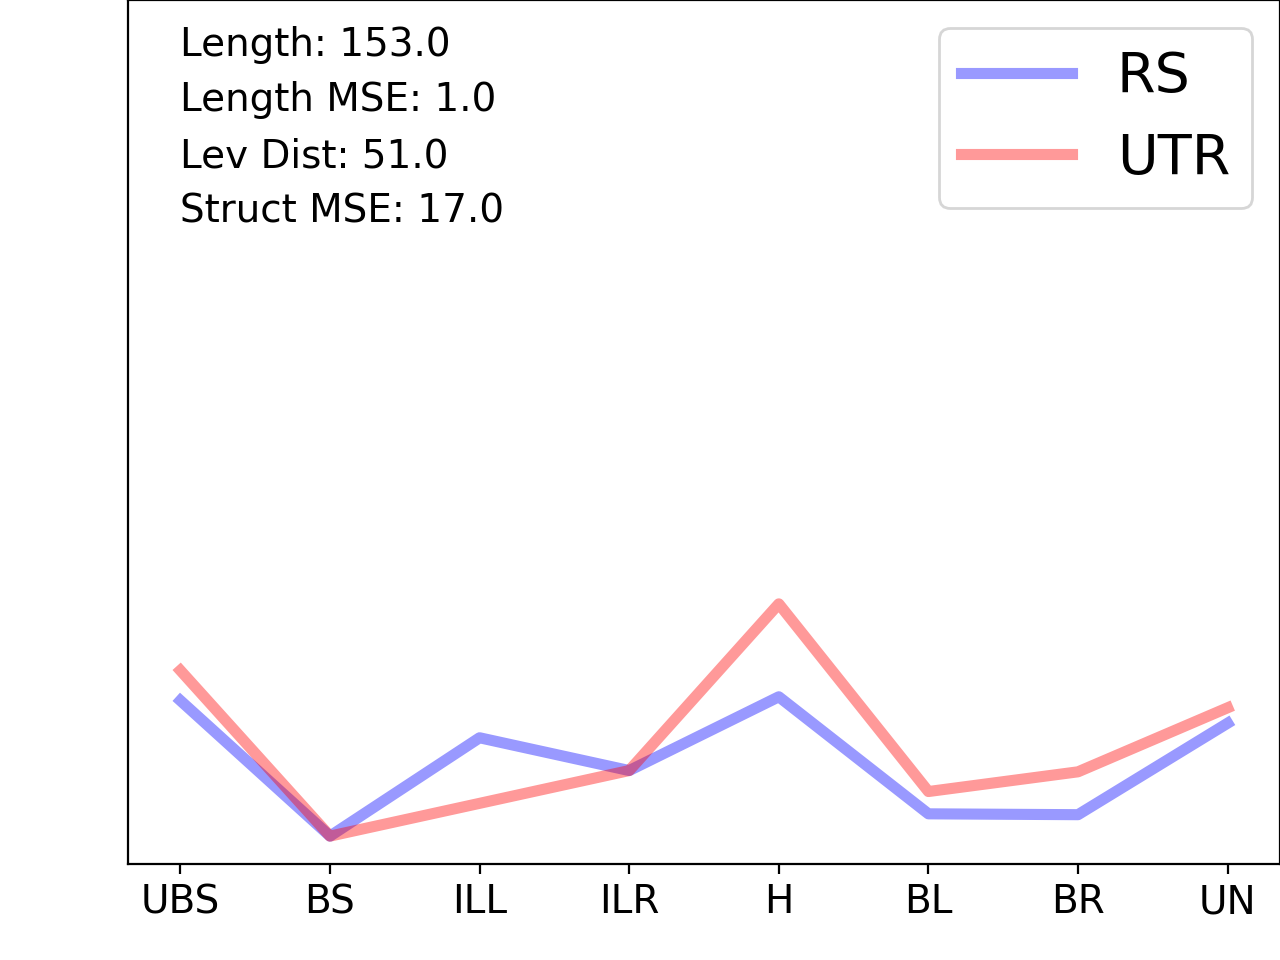 Length: 153.0
Length MSE: 1.0
Lev Dist: 51.0
Struct MSE: 17.0
RS
UTR
UBS BS ILL ILR H BL BR UN